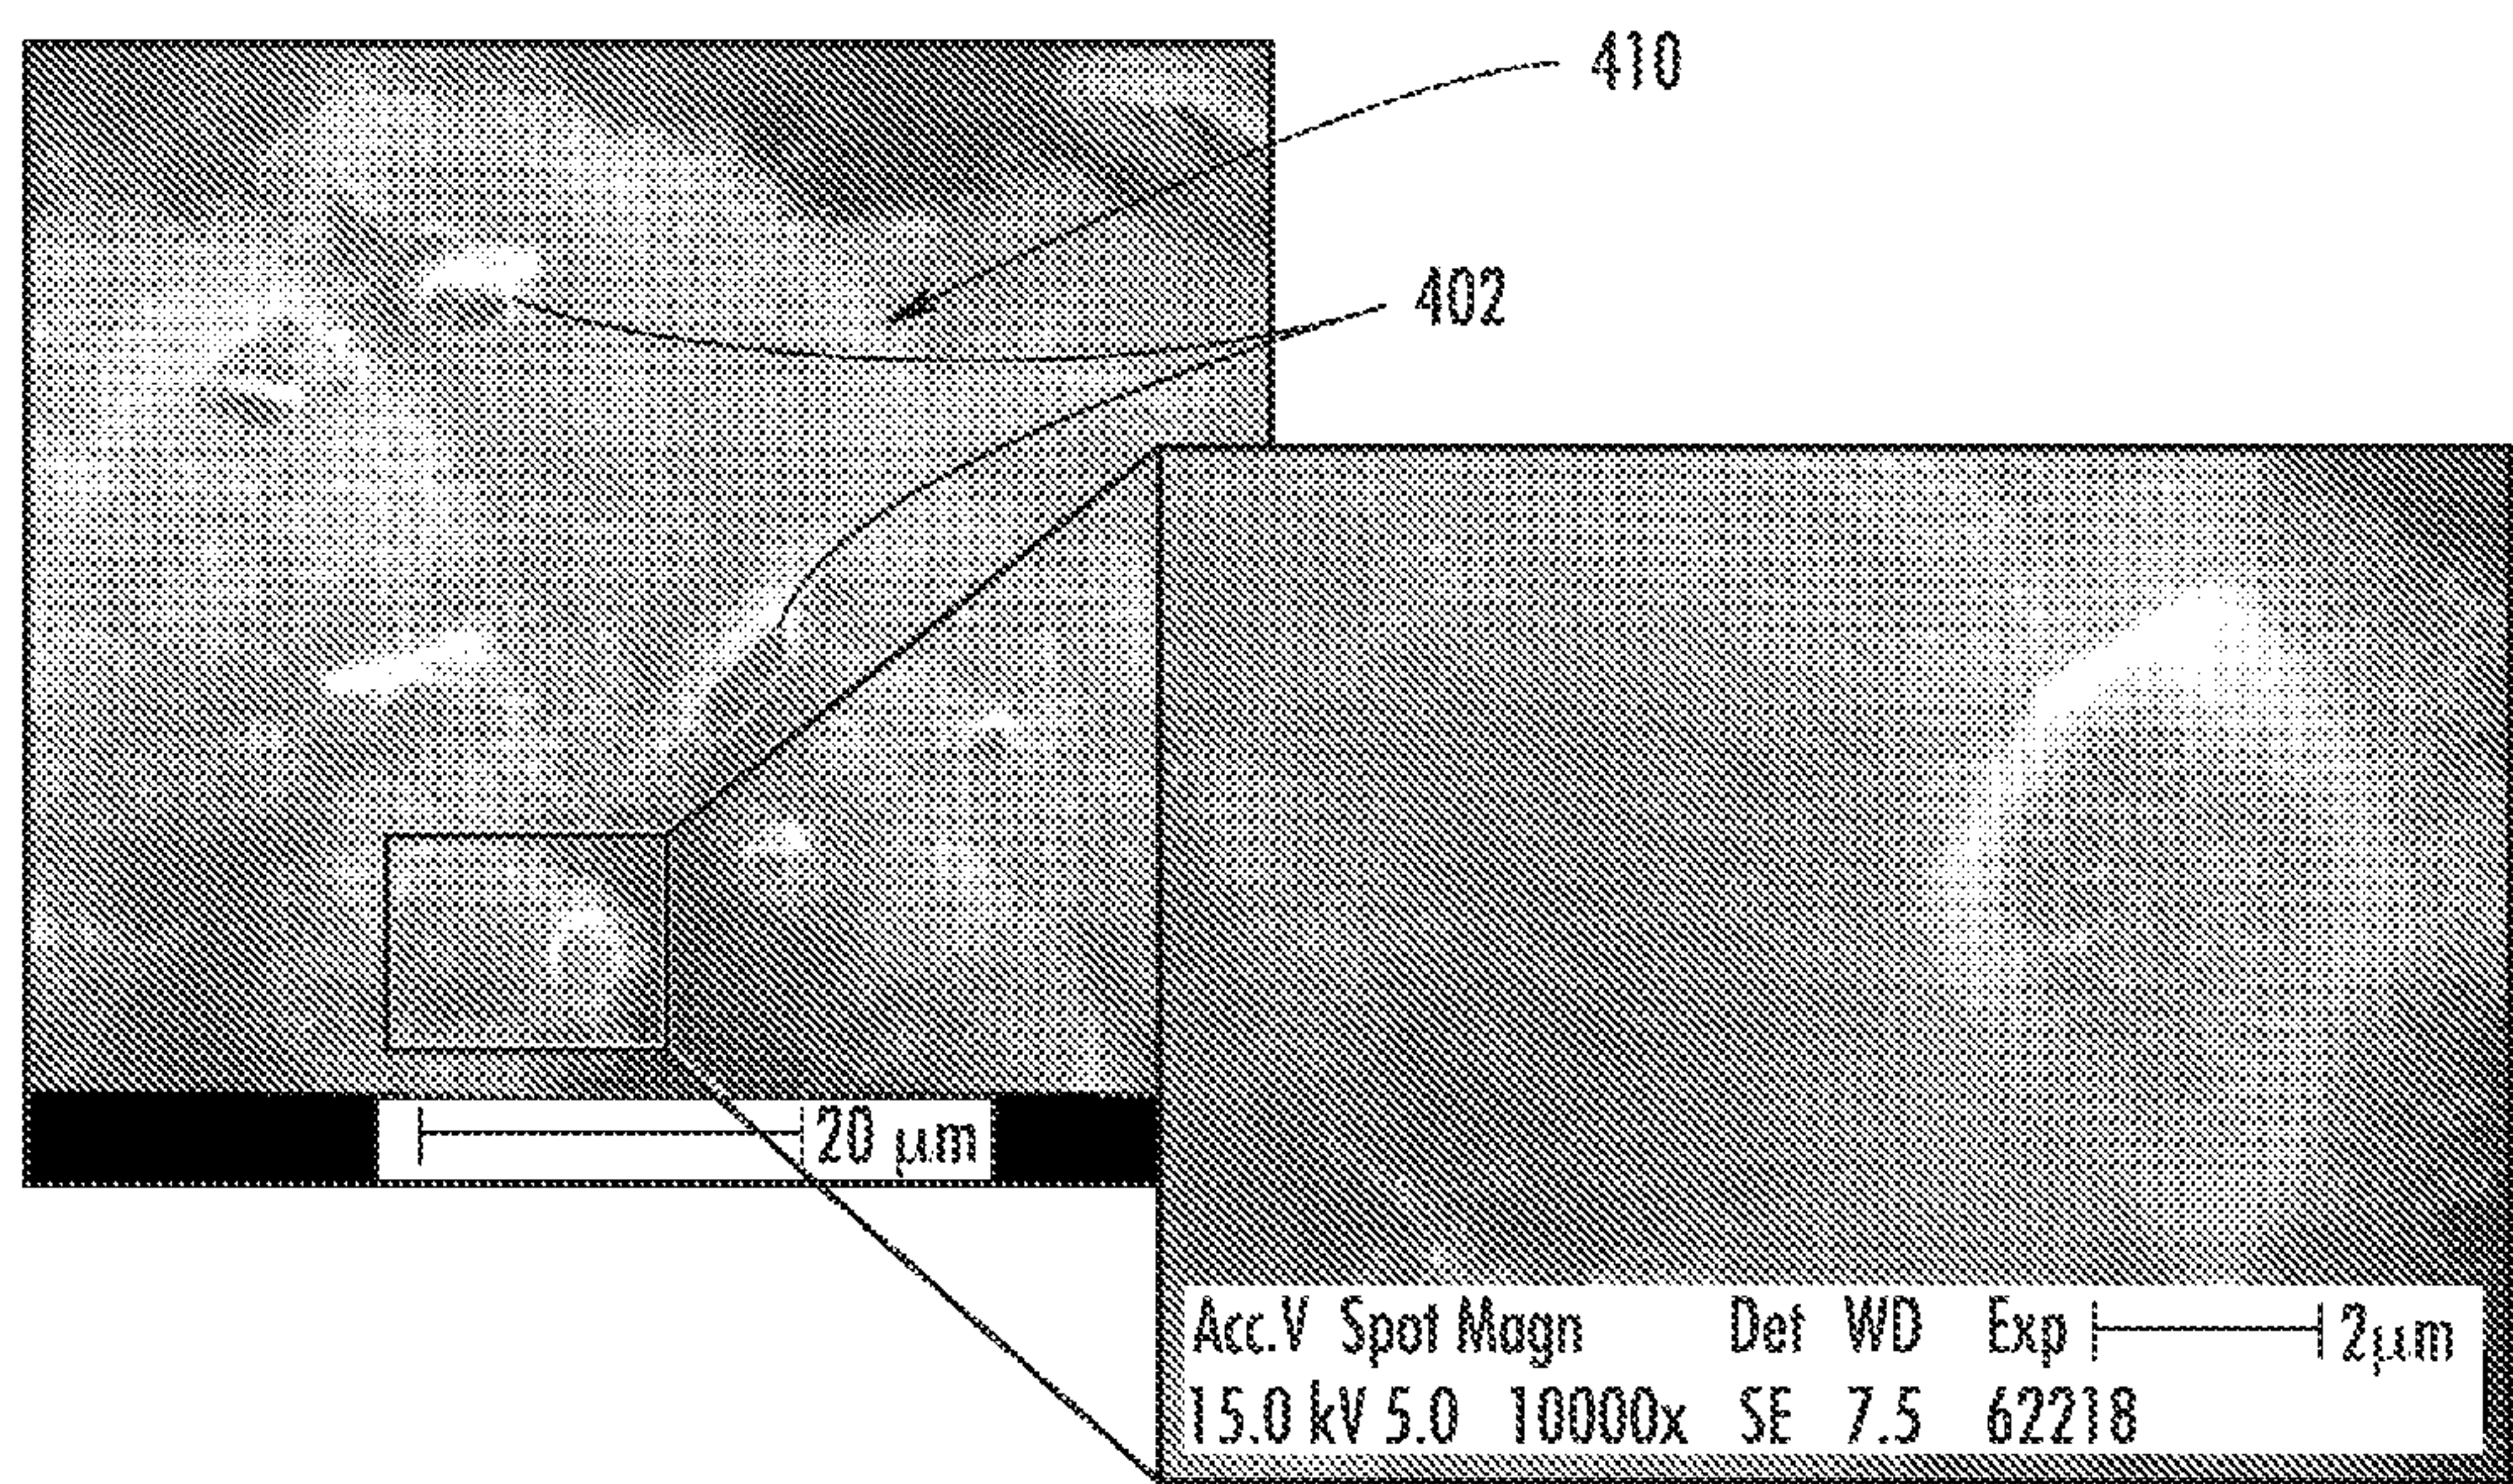 410
402
20 µm
Acc.V Spot Magn Det WD Exp 2µm
15.0 kV 5.0 10000x SE 7.5 62218